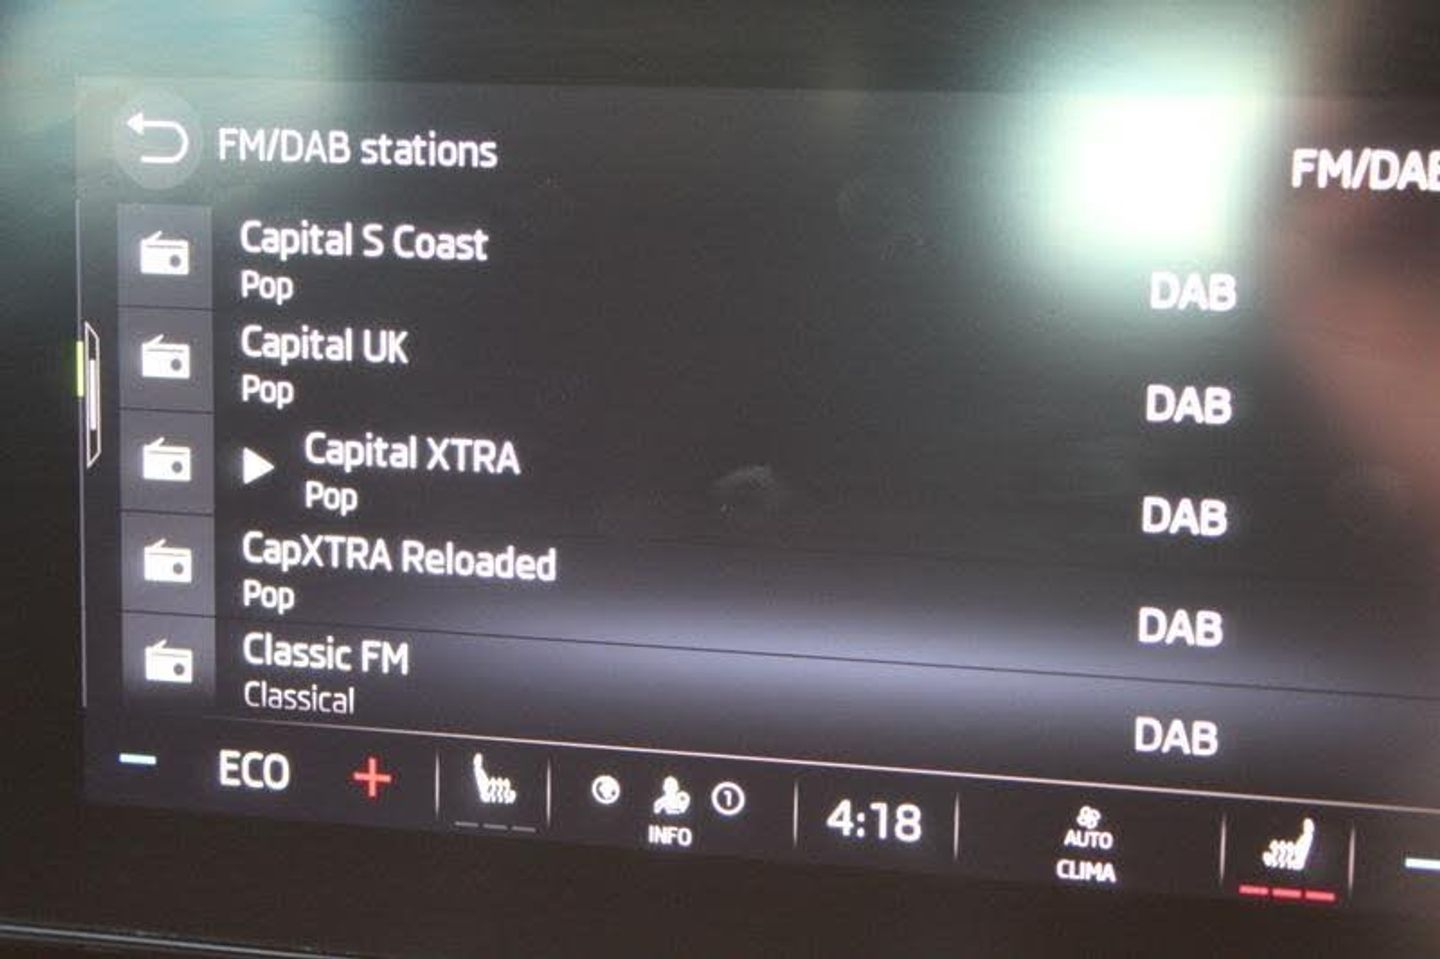 FM/DAB stations
FM/DAB
Capital S Coast
Pop
DAB
Capital UK
Pop
DAB
Capital XTRA
Pop
DAB
CapXTRA Reloaded
Pop
DAB
Classic FM
Classical
DAB
ECO
INFO
1
4:18
AUTO
CLIMA